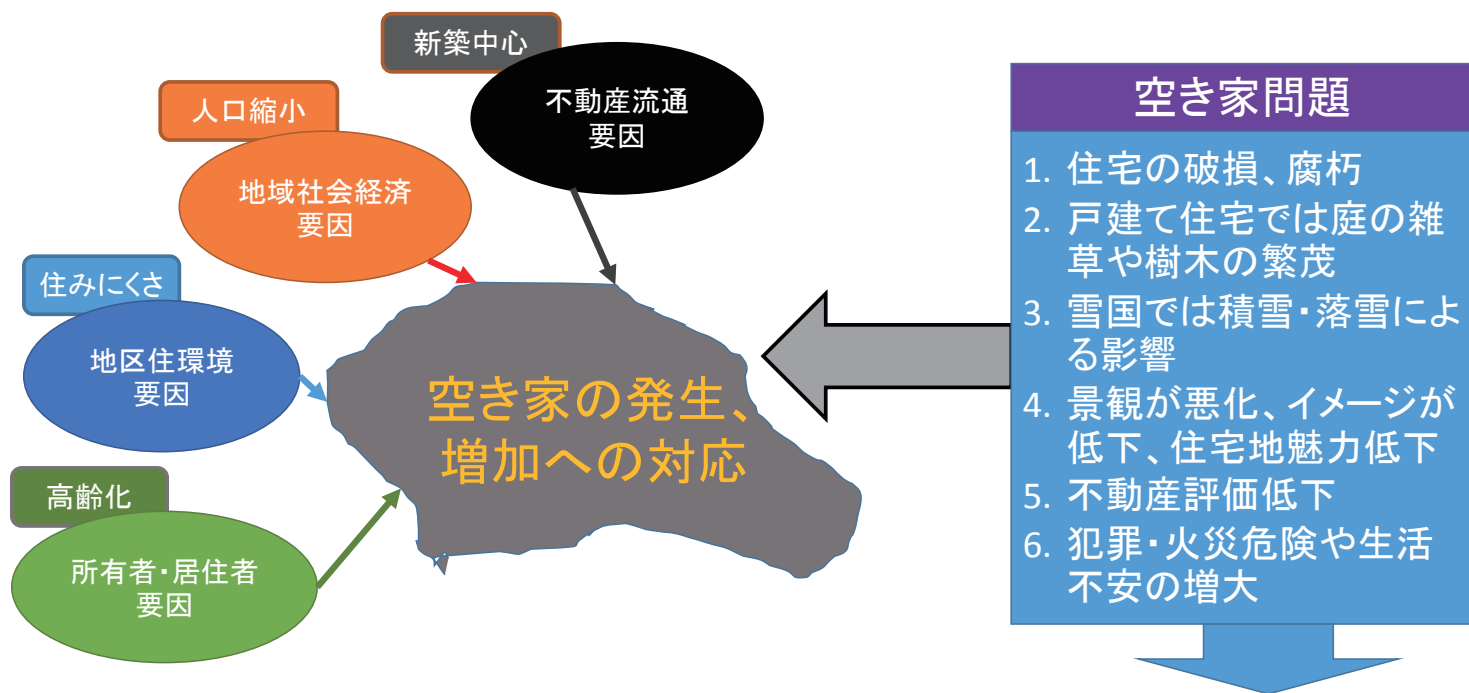 新築中心
不動産流通
要因
人口縮小
地域社会経済
要因
住みにくさ
地区住環境
要因
高齢化
所有者・居住者
要因
空き家の発生、
増加への対応
空き家問題
1. 住宅の破損、腐朽
2. 戸建て住宅では庭の雑
草や樹木の繁茂
3. 雪国では積雪・落雪によ
る影響
4. 景観が悪化、イメージが
低下、住宅地魅力低下
5. 不動産評価低下
6. 犯罪・火災危険や生活
不安の増大